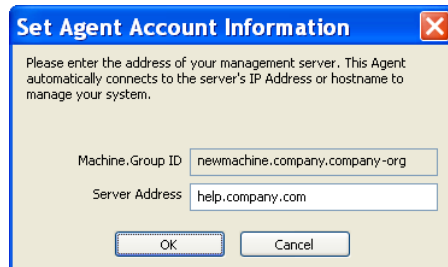 Set Agent Account Information
Please enter the address of your management server. This Agent
automatically connects to the server's IP Address or hostname to
manage your system.
Machine.Group ID newmachine.company.company-org
Server Address help.company.com
OK Cancel